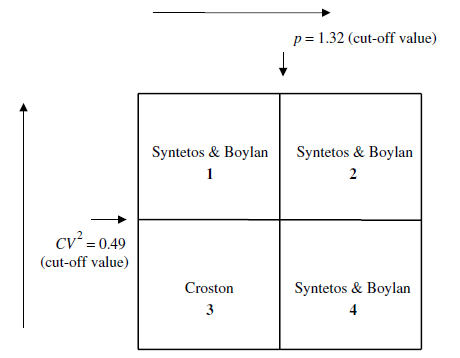 p = 1.32 (cut-off value)
Syntetos & Boylan
1
Syntetos & Boylan
2
CV² = 0.49
(cut-off value)
Croston
3
Syntetos & Boylan
4